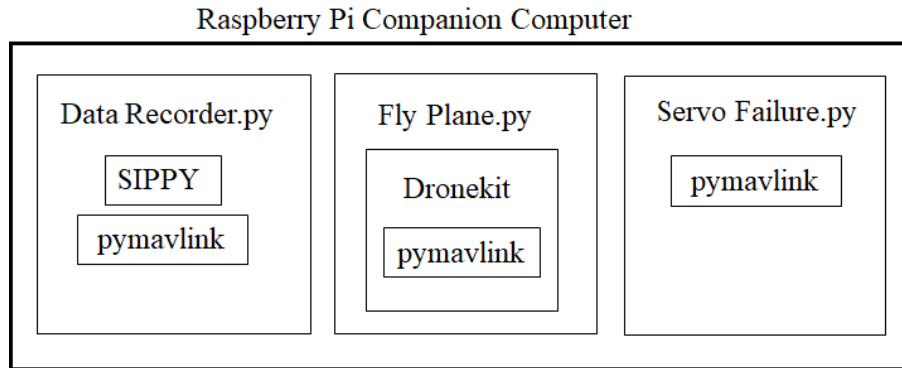 Raspberry Pi Companion Computer
Data Recorder.py
SIPPY
pymavlink
Fly Plane.py
Dronekit
pymavlink
Servo Failure.py
pymavlink